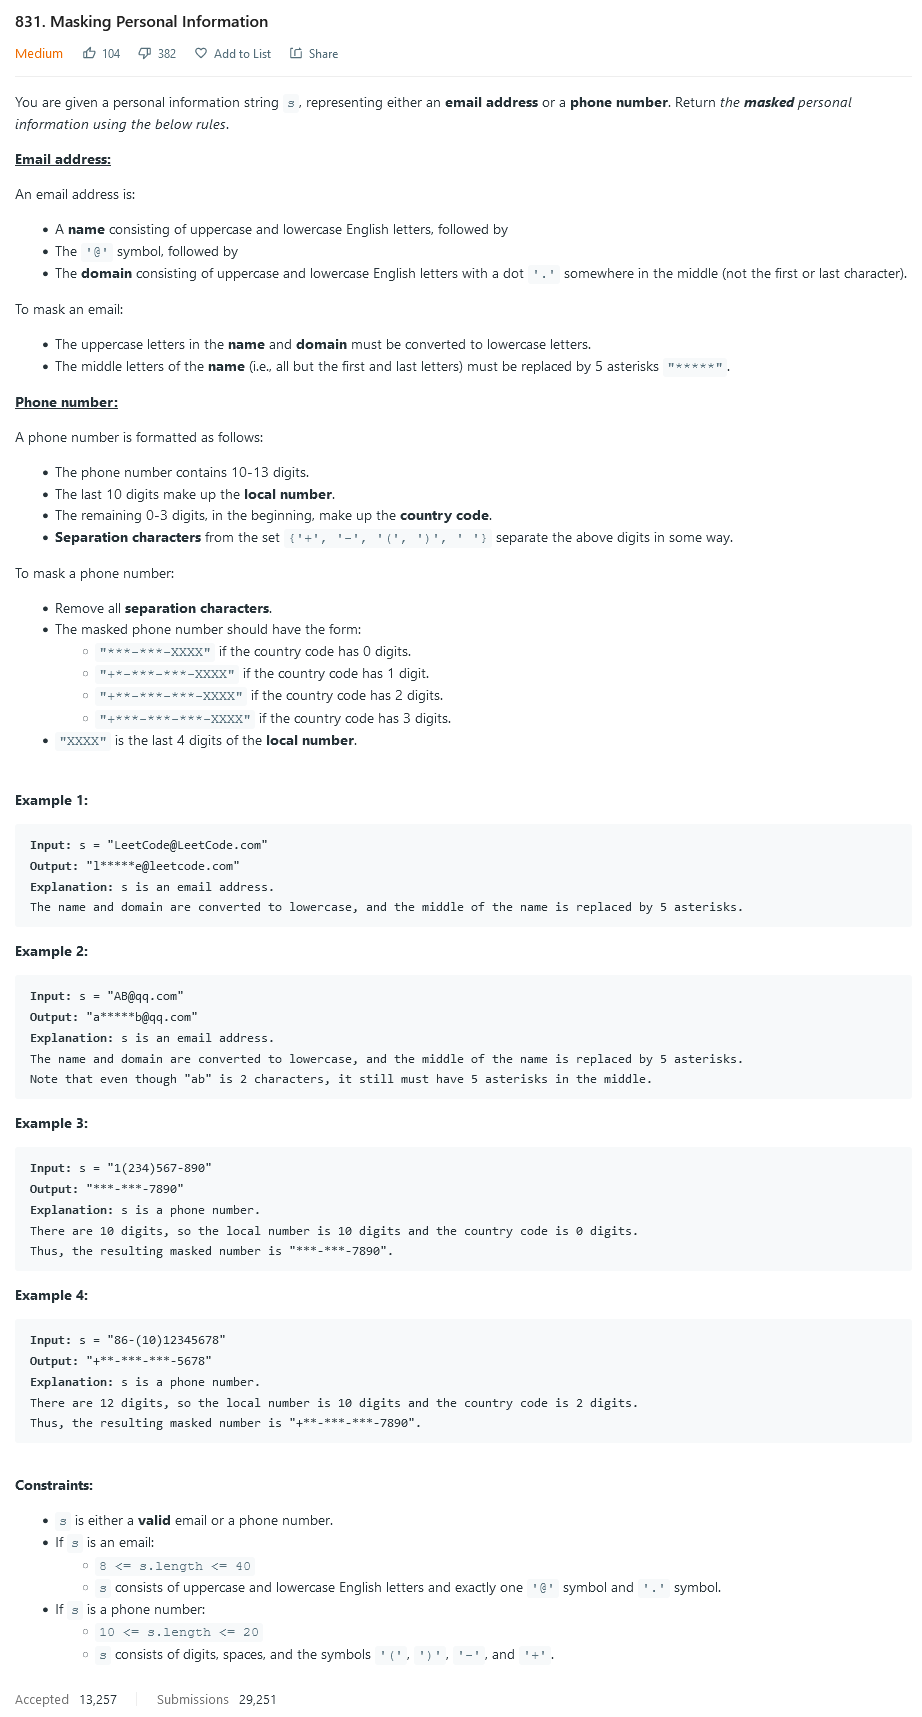 831. Masking Personal Information
Medium 104 382 Add to List Share
You are given a personal information string s, representing either an email address or a phone number. Return the masked personal
information using the below rules.
Email address:
An email address is:
• A name consisting of uppercase and lowercase English letters, followed by
• The '@' symbol, followed by
• The domain consisting of uppercase and lowercase English letters with a dot '.' somewhere in the middle (not the first or last character).
To mask an email:
• The uppercase letters in the name and domain must be converted to lowercase letters.
• The middle letters of the name (i.e., all but the first and last letters) must be replaced by 5 asterisks "*****".
Phone number:
A phone number is formatted as follows:
• The phone number contains 10-13 digits.
• The last 10 digits make up the local number.
• The remaining 0-3 digits, in the beginning, make up the country code.
• Separation characters from the set {'+', '-', '(', ')', ' '} separate the above digits in some way.
To mask a phone number:
• Remove all separation characters.
• The masked phone number should have the form:
◦ "***-***-XXXX" if the country code has 0 digits.
◦ "+*-***-***-XXXX" if the country code has 1 digit.
◦ "+**-***-***-XXXX" if the country code has 2 digits.
◦ "+***-***-***-XXXX" if the country code has 3 digits.
• "XXXX" is the last 4 digits of the local number.
Example 1:
Input: s = "LeetCode@LeetCode.com"
Output: "l*****e@leetcode.com"
Explanation: s is an email address.
The name and domain are converted to lowercase, and the middle of the name is replaced by 5 asterisks.
Example 2:
Input: s = "AB@qq.com"
Output: "a*****b@qq.com"
Explanation: s is an email address.
The name and domain are converted to lowercase, and the middle of the name is replaced by 5 asterisks.
Note that even though "ab" is 2 characters, it still must have 5 asterisks in the middle.
Example 3:
Input: s = "1(234)567-890"
Output: "***-***-7890"
Explanation: s is a phone number.
There are 10 digits, so the local number is 10 digits and the country code is 0 digits.
Thus, the resulting masked number is "***-***-7890".
Example 4:
Input: s = "86-(10)12345678"
Output: "+**-***-***-5678"
Explanation: s is a phone number.
There are 12 digits, so the local number is 10 digits and the country code is 2 digits.
Thus, the resulting masked number is "+**-***-***-7890".
Constraints:
• s is either a valid email or a phone number.
• If s is an email:
◦ 8 <= s.length <= 40
◦ s consists of uppercase and lowercase English letters and exactly one '@' symbol and '.' symbol.
• If s is a phone number:
◦ 10 <= s.length <= 20
◦ s consists of digits, spaces, and the symbols '(', ')', '-', and '+'.
Accepted 13,257 Submissions 29,251